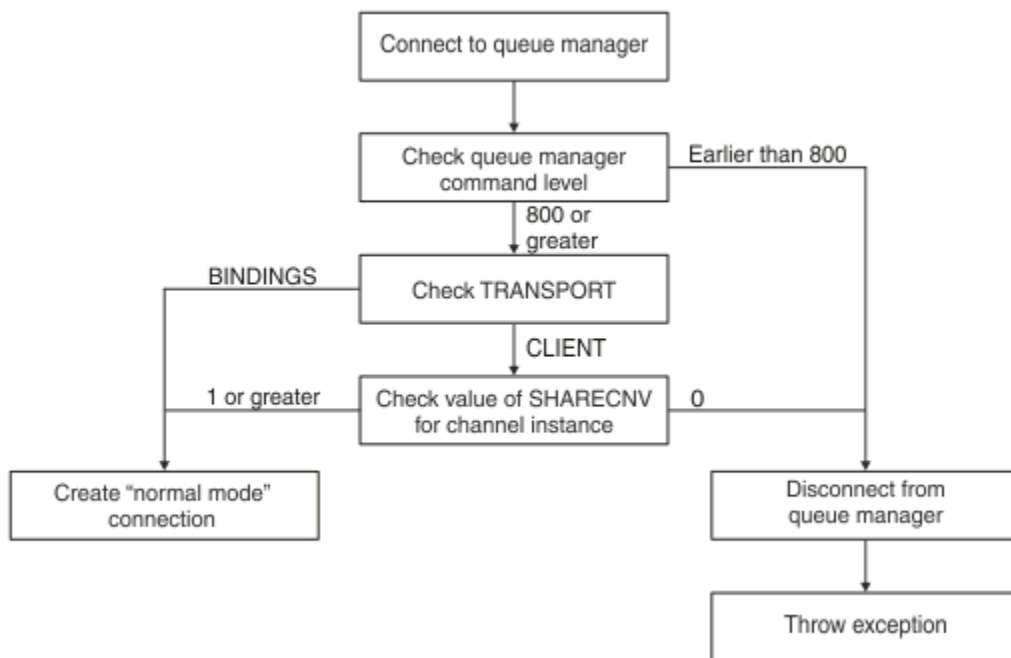 Connect to queue manager
Check queue manager
command level
Earlier than 800
800 or
greater
BINDINGS
Check TRANSPORT
CLIENT
1 or greater
Check value of SHARECNV
for channel instance
0
Create “normal mode”
connection
Disconnect from
queue manager
Throw exception